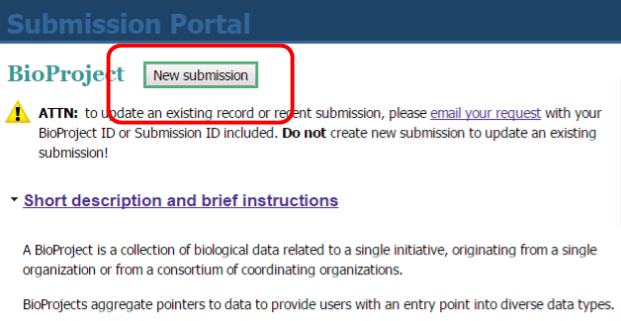 Submission Portal
BioProject New submission
ATTN: to update an existing record or recent submission, please email your request with your
BioProject ID or Submission ID included. Do not create new submission to update an existing
submission!
Short description and brief instructions
A BioProject is a collection of biological data related to a single initiative, originating from a single
organization or from a consortium of coordinating organizations.
BioProjects aggregate pointers to data to provide users with an entry point into diverse data types.